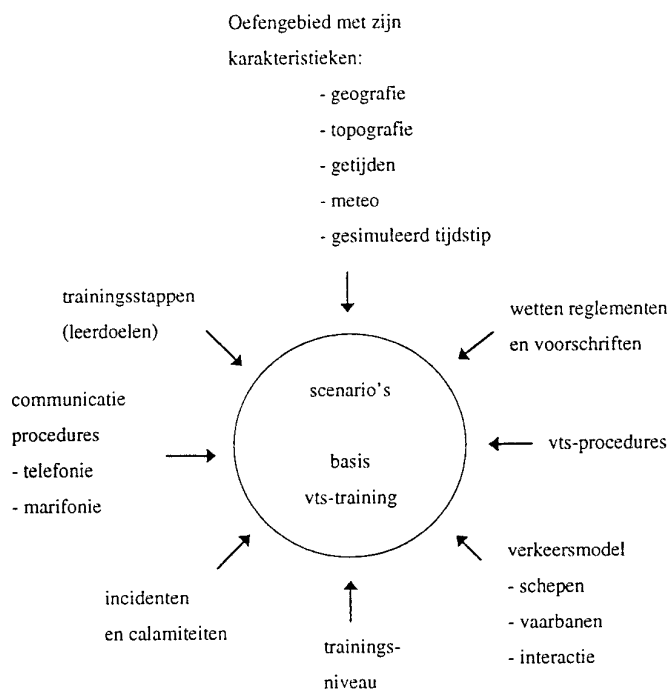 Oefengebied met zijn
karakteristieken:
- geografie
- topografie
- getijden
- meteo
- gesimuleerd tijdstip
trainingsstappen
(leerdoelen)
wetten reglementen
en voorschriften
communicatie
procedures
- telefonie
- marifonie
scenario's
basis
vts-training
vts-procedures
incidenten
en calamiteiten
trainings-
niveau
verkeersmodel
- schepen
- vaarbanen
- interactie